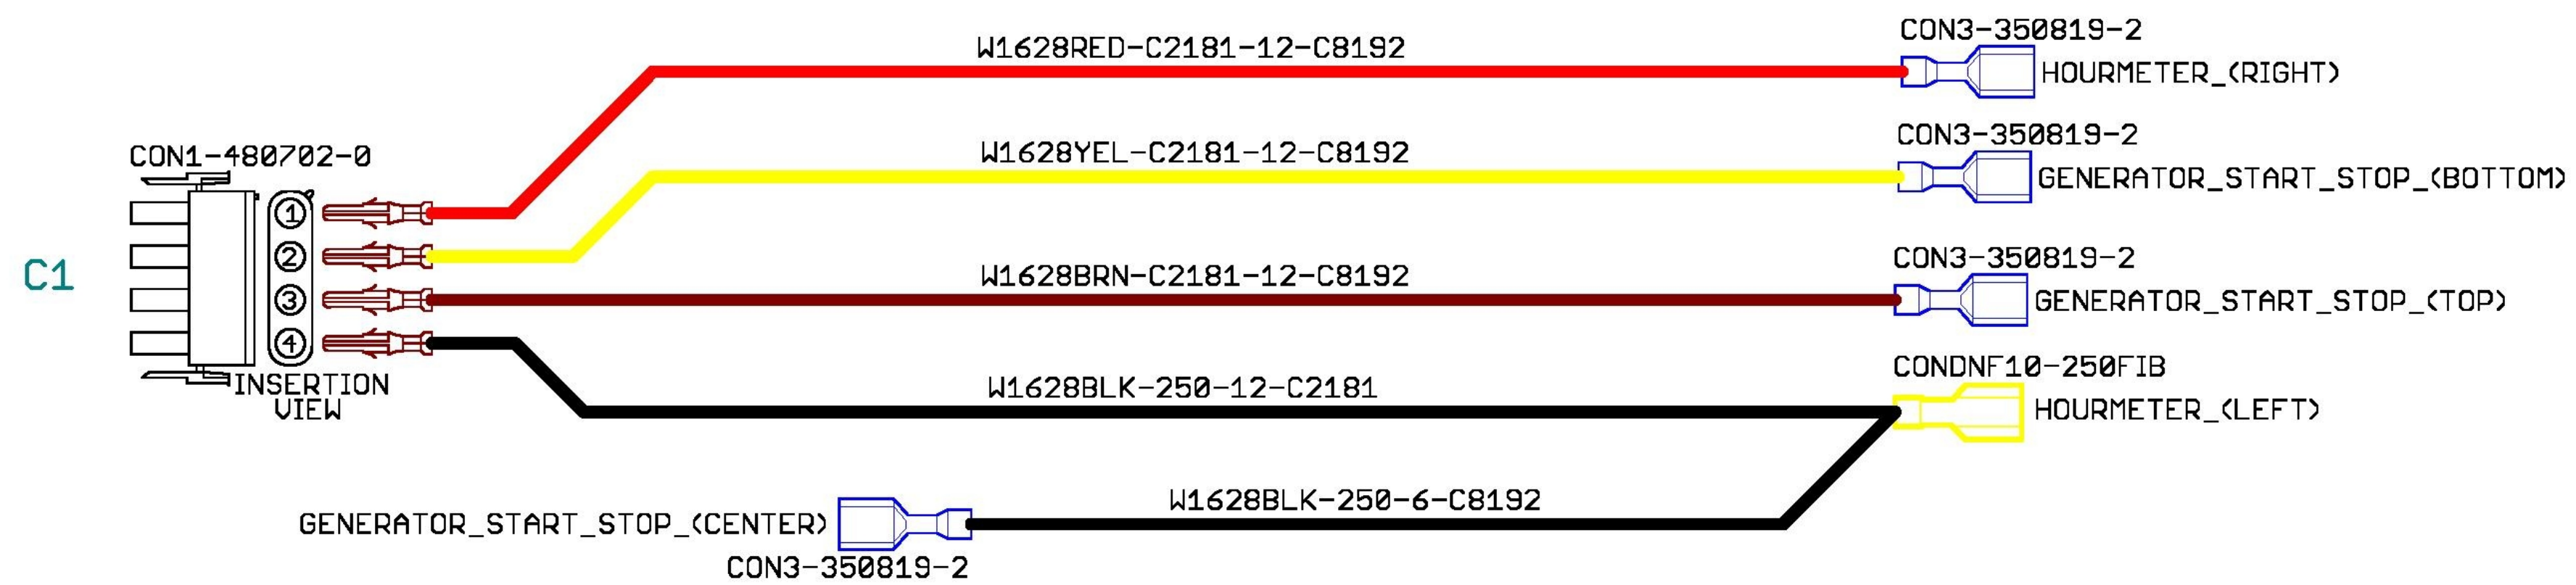 CON3-350819-2
W1628RED-C2181-12-C8192
HOURMETER_(RIGHT)
CON3-350819-2
W1628YEL-C2181-12-C8192
GENERATOR_START_STOP_(BOTTOM)
CON1-480702-0
1
2
3
4
C1
INSERTION
VIEW
CON3-350819-2
W1628BRN-C2181-12-C8192
GENERATOR_START_STOP_(TOP)
CONDNF10-250FIB
W1628BLK-250-12-C2181
HOURMETER_(LEFT)
W1628BLK-250-6-C8192
GENERATOR_START_STOP_(CENTER)
CON3-350819-2